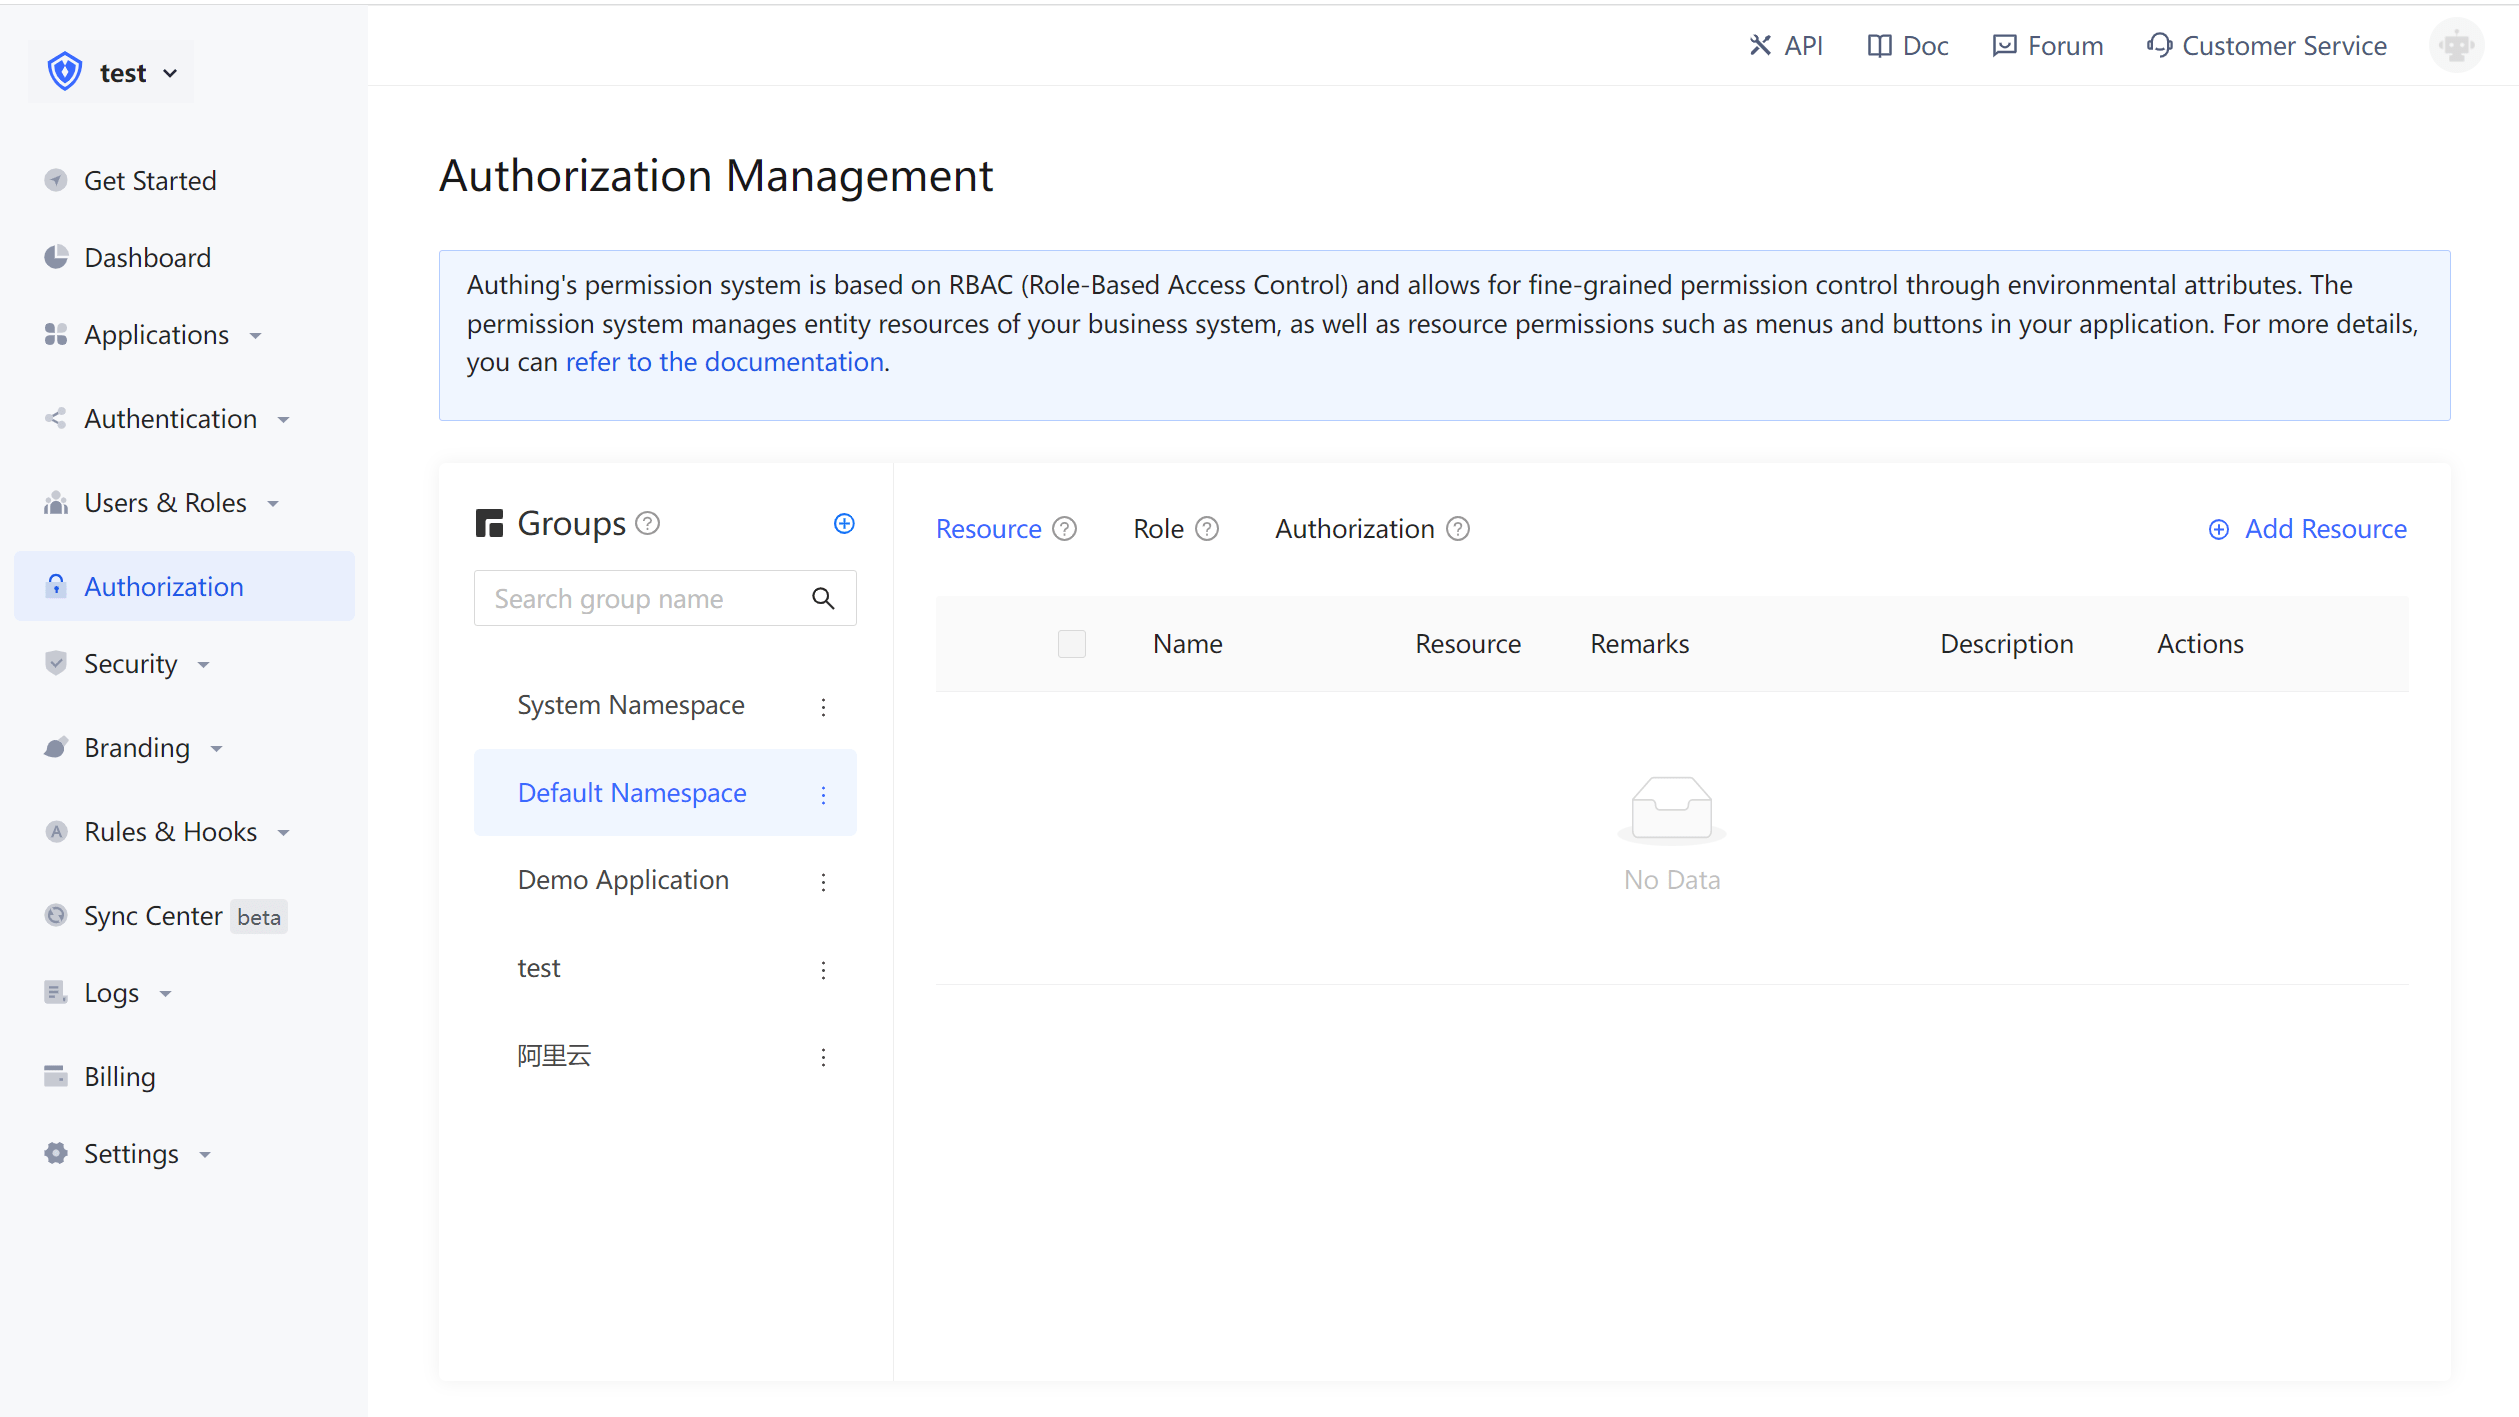 test
API
Doc
Forum
Customer Service
Get Started
Dashboard
Applications
Authentication
Users & Roles
Authorization
Security
Branding
Rules & Hooks
Sync Center beta
Logs
Billing
Settings
Authorization Management
Authing's permission system is based on RBAC (Role-Based Access Control) and allows for fine-grained permission control through environmental attributes. The
permission system manages entity resources of your business system, as well as resource permissions such as menus and buttons in your application. For more details,
you can refer to the documentation.
Groups
Search group name
System Namespace
Default Namespace
Demo Application
test
阿里云
Resource
Role
Authorization
Add Resource
Name
Resource
Remarks
Description
Actions
No Data